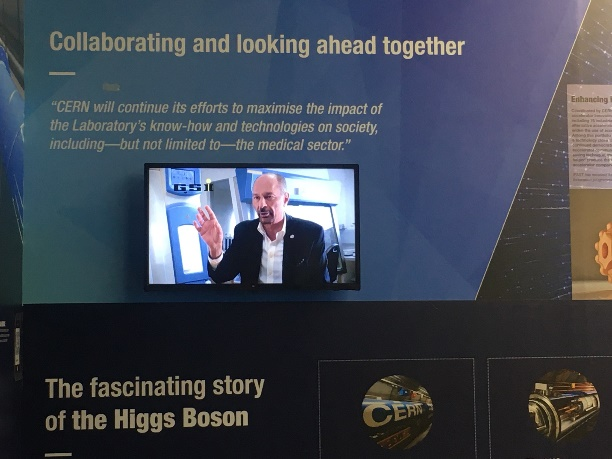 Collaborating and looking ahead together
“CERN will continue its efforts to maximise the impact of
the Laboratory’s know-how and technologies on society,
including—but not limited to—the medical sector.”
GSI
Enhancing
The fascinating story
of the Higgs Boson
CERN